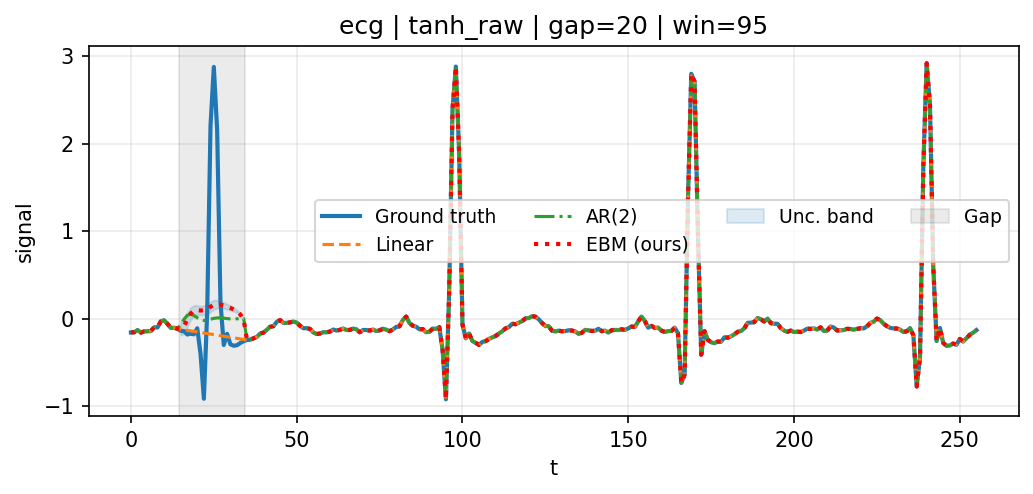 ecg | tanh_raw | gap=20 | win=95
signal
3
2
1
0
−1
Ground truth
Linear
AR(2)
EBM (ours)
Unc. band
Gap
0 50 100 150 200 250
t